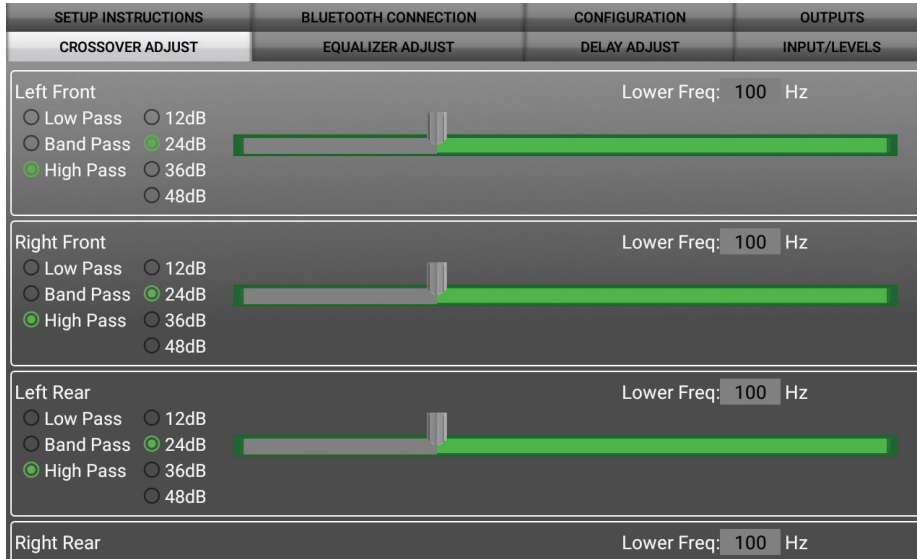 SETUP INSTRUCTIONS BLUETOOTH CONNECTION CONFIGURATION OUTPUTS
CROSSOVER ADJUST EQUALIZER ADJUST DELAY ADJUST INPUT/LEVELS
Left Front Lower Freq: 100 Hz
Low Pass 12dB
Band Pass 24dB
High Pass 36dB
48dB
Right Front Lower Freq: 100 Hz
Low Pass 12dB
Band Pass 24dB
High Pass 36dB
48dB
Left Rear Lower Freq: 100 Hz
Low Pass 12dB
Band Pass 24dB
High Pass 36dB
48dB
Right Rear Lower Freq: 100 Hz